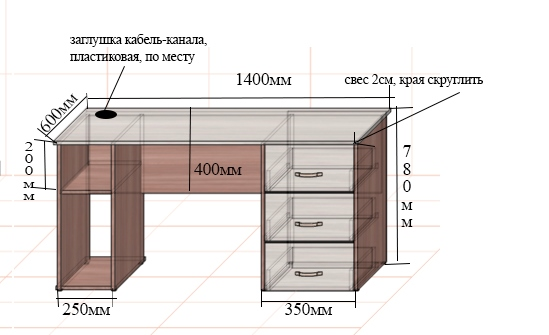 заглушка кабель-канала,
пластиковая, по месту
1400мм
свес 2см, края скруглить
600мм
200мм
400мм
780мм
250мм
350мм